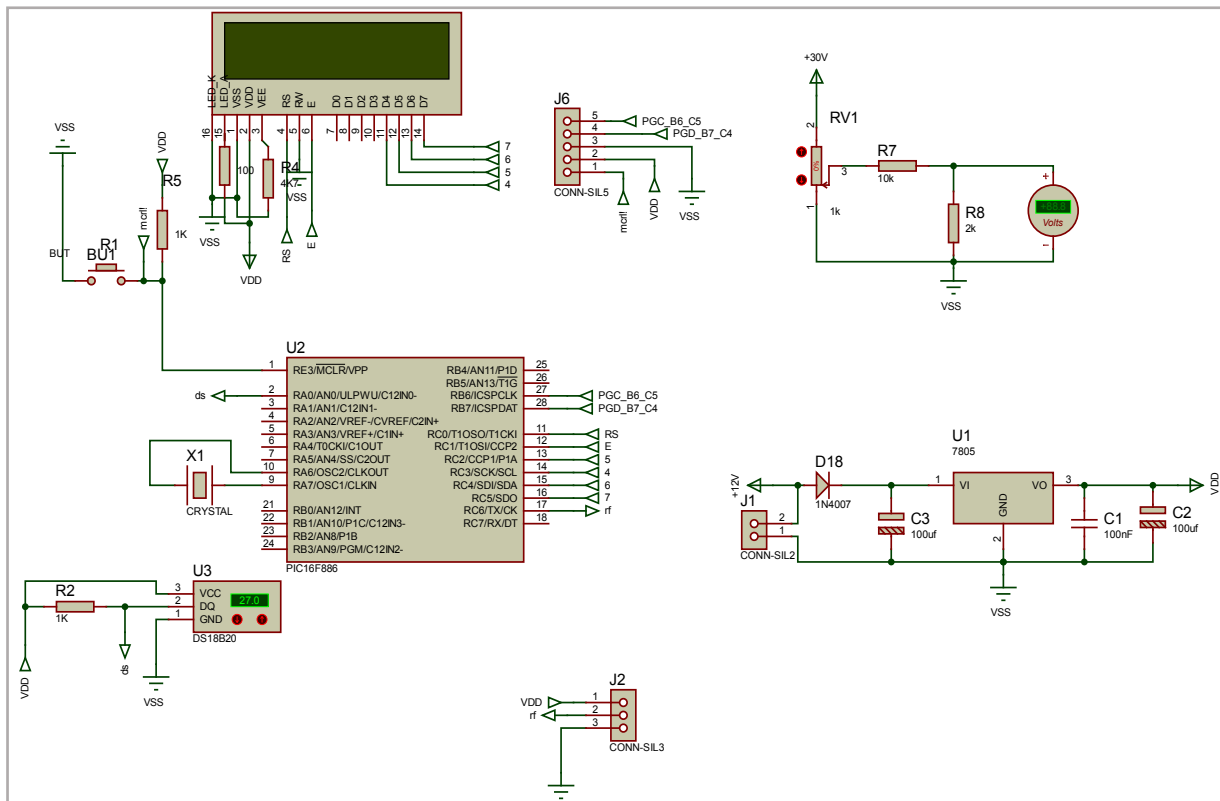 LED_K
LED_A
VSS
VDD
VEE
RS
RW
E
D0
D1
D2
D3
D4
D5
D6
D7
16
15
1
2
3
4
5
6
7
8
9
10
11
12
13
14
100
R4
4K7
VSS
7
6
5
4
VSS
VDD
RS
E
VSS
VDD
R5
1K
mcrl!
BUT
R1
BU1
J6
5
4
3
2
1
PGC_B6_C5
PGD_B7_C4
CONN-SIL5
mcrl!
VDD
VSS
+30V
RV1
2
0%
3
1
1k
R7
10k
R8
2k
+88.8
Volts
VSS
U2
1 RE3/MCLR/VPP
ds 2 RA0/AN0/ULPWU/C12IN0-
3 RA1/AN1/C12IN1-
4 RA2/AN2/VREF-/CVREF/C2IN+
5 RA3/AN3/VREF+/C1IN+
6 RA4/T0CKI/C1OUT
7 RA5/AN4/SS/C2OUT
10 RA6/OSC2/CLKOUT
9 RA7/OSC1/CLKIN
21 RB0/AN12/INT
22 RB1/AN10/P1C/C12IN3-
23 RB2/AN8/P1B
24 RB3/AN9/PGM/C12IN2-
RB4/AN11/P1D 25
RB5/AN13/T1G 26
RB6/ICSPCLK 27 PGC_B6_C5
RB7/ICSPDAT 28 PGD_B7_C4
RC0/T1OSO/T1CKI 11 RS
RC1/T1OSI/CCP2 12 E
RC2/CCP1/P1A 13 5
RC3/SCK/SCL 14 4
RC4/SDI/SDA 15 6
RC5/SDO 16 7
RC6/TX/CK 17 rf
RC7/RX/DT 18
PIC16F886
X1
CRYSTAL
+12V
J1
2
1
CONN-SIL2
D18
1N4007
C3
100uf
U1
7805
1 VI
VO 3
GND
2
C1
100nF
C2
100uf
VDD
VSS
U3
3 VCC
2 DQ
1 GND
27.0
DS18B20
R2
1K
VDD
ds
VSS
J2
VDD 1
rf 2
3
CONN-SIL3